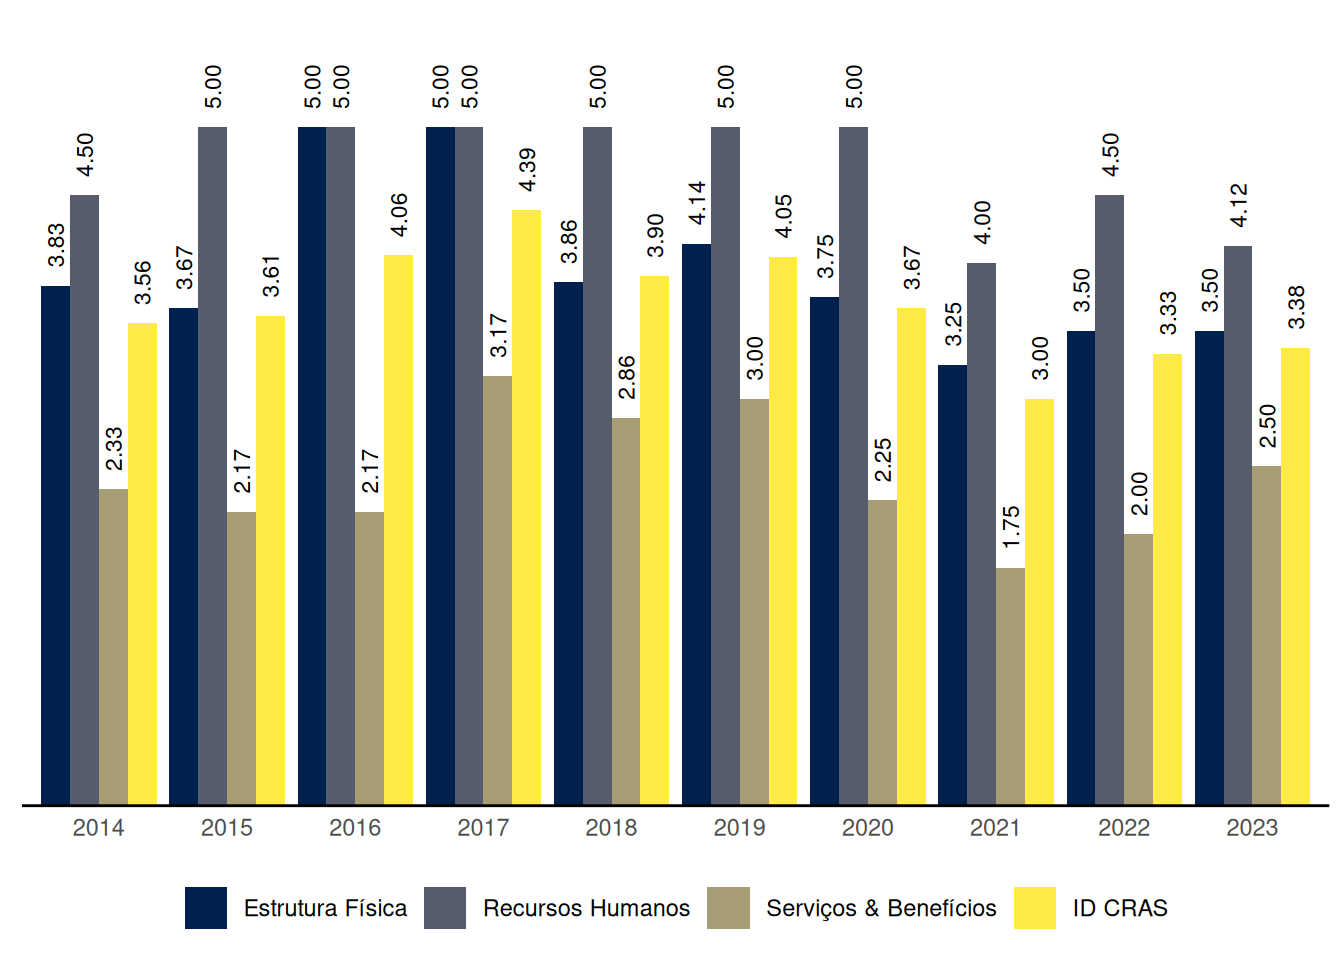 3.83 4.50 2.33 3.56
3.67 5.00 2.17 3.61
5.00 5.00 2.17 4.06
5.00 5.00 3.17 4.39
3.86 5.00 2.86 3.90
4.14 5.00 3.00 4.05
3.75 5.00 2.25 3.67
3.25 4.00 1.75 3.00
3.50 4.50 2.00 3.33
3.50 4.12 2.50 3.38
2014 2015 2016 2017 2018 2019 2020 2021 2022 2023
Estrutura Física Recursos Humanos Serviços & Benefícios ID CRAS